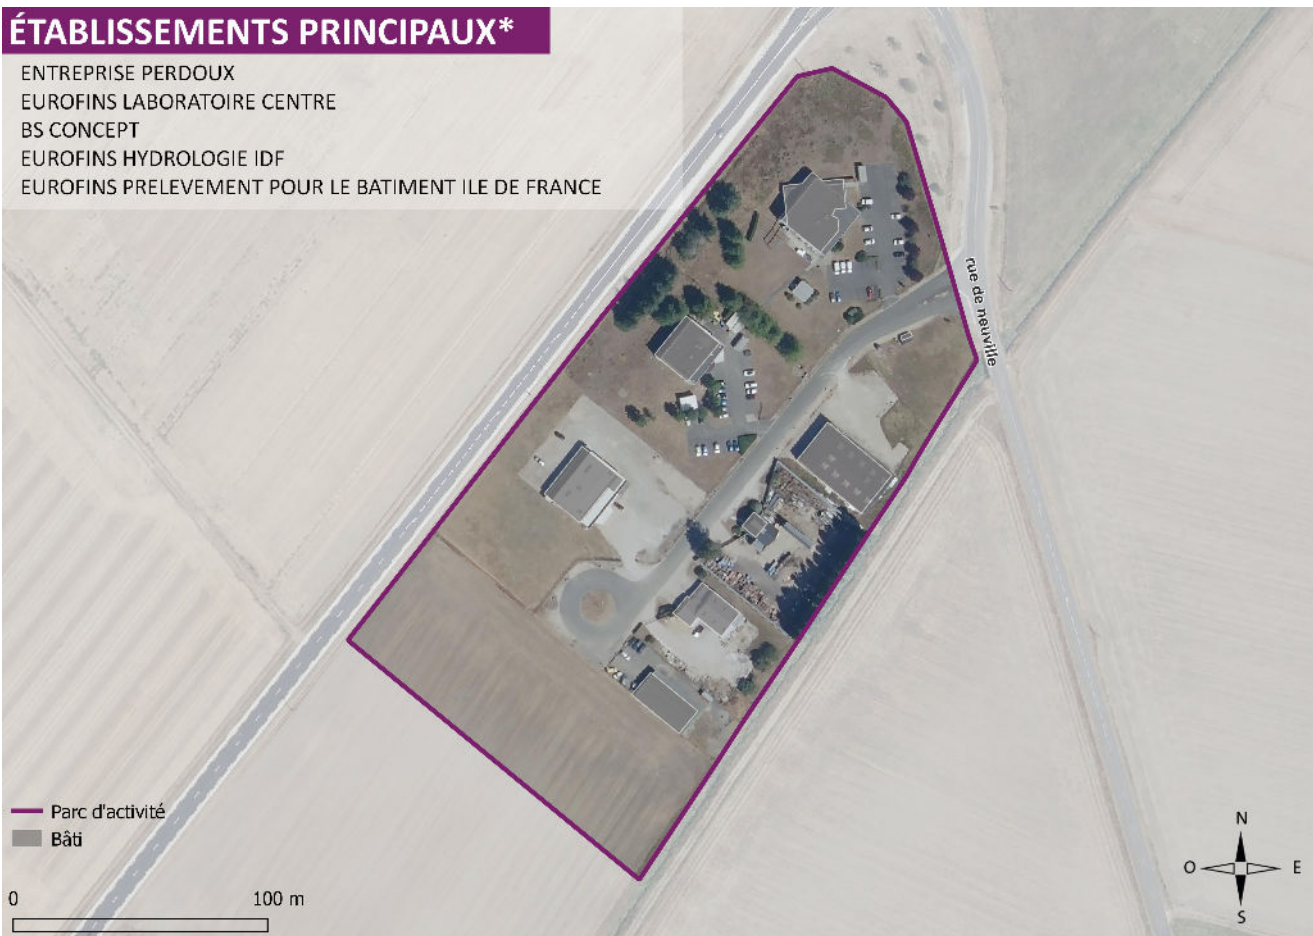 ÉTABLISSEMENTS PRINCIPAUX*
ENTREPRISE PERDOUX
EUROFINS LABORATOIRE CENTRE
BS CONCEPT
EUROFINS HYDROLOGIE IDF
EUROFINS PRELEVEMENT POUR LE BATIMENT ILE DE FRANCE
rue de neuville
Parc d'activité
Bâti
0 100 m
N
O E
S